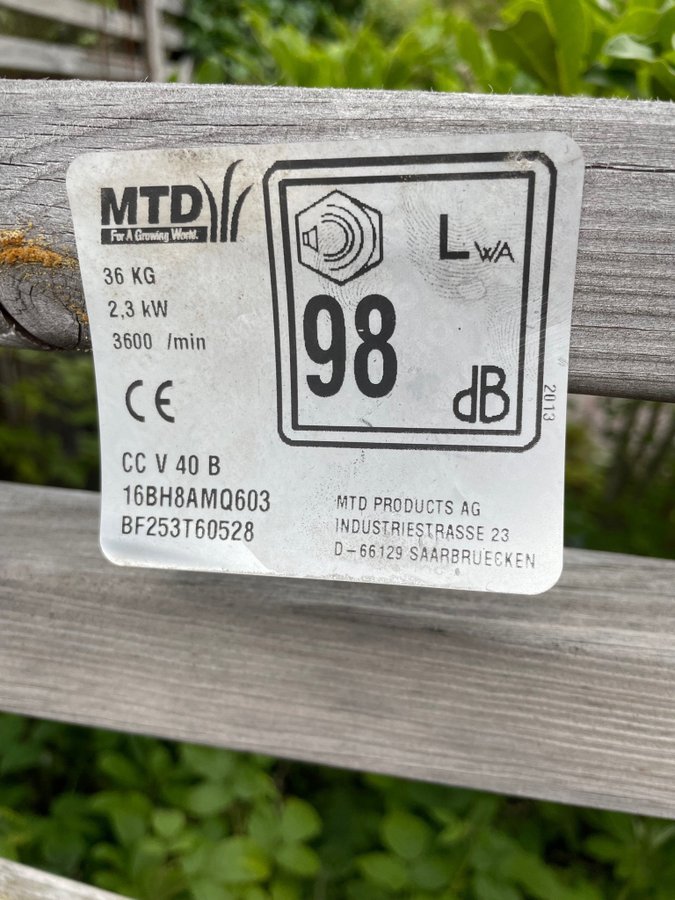 MTD
For A Growing World.
36 KG
2,3 kW
3600 /min
CE
CC V 40 B
16BH8AMQ603
BF253T60528
LWA
98
dB
2013
MTD PRODUCTS AG
INDUSTRIESTRASSE 23
D-66129 SAARBRUECKEN